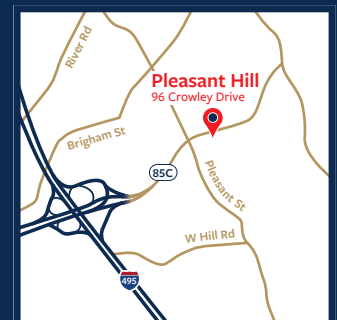 River Rd
Pleasant Hill
96 Crowley Drive
Brigham St
85C
Pleasant St
W Hill Rd
495